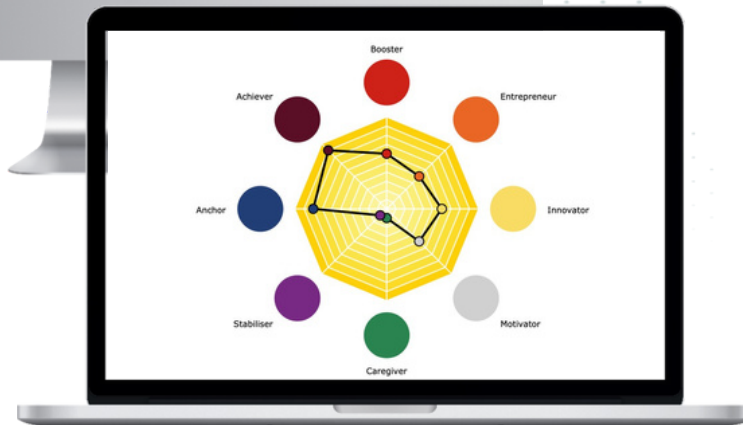 Booster
Achiever
Entrepreneur
Anchor
Innovator
Stabiliser
Motivator
Caregiver